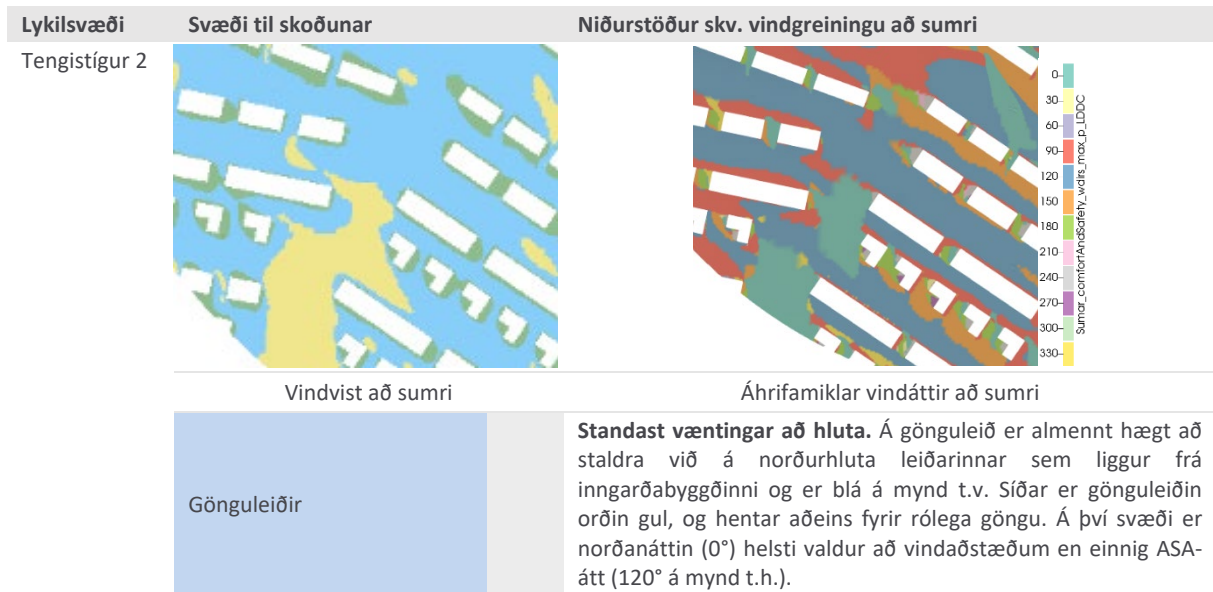 Lykilsvæði Svæði til skoðunar Niðurstöður skv. vindgreiningu að sumri
Tengistígur 2
0
30
60
90
120
150
180
210
240
270
300
330
Sumar_comfortAndSafety_wdirs_max_p_LDDC
Vindvist að sumri Áhrifamiklar vindáttir að sumri
Gönguleiðir
Standast væntingar að hluta. Á gönguleið er almennt hægt að
staldra við á norðurhluta leiðarinnar sem liggur frá
inngarðabyggðinni og er blá á mynd t.v. Síðar er gönguleiðin
orðin gul, og hentar aðeins fyrir rólega göngu. Á því svæði er
norðanáttin (0°) helsti valdur að vindaðstæðum en einnig ASA-
átt (120° á mynd t.h.).